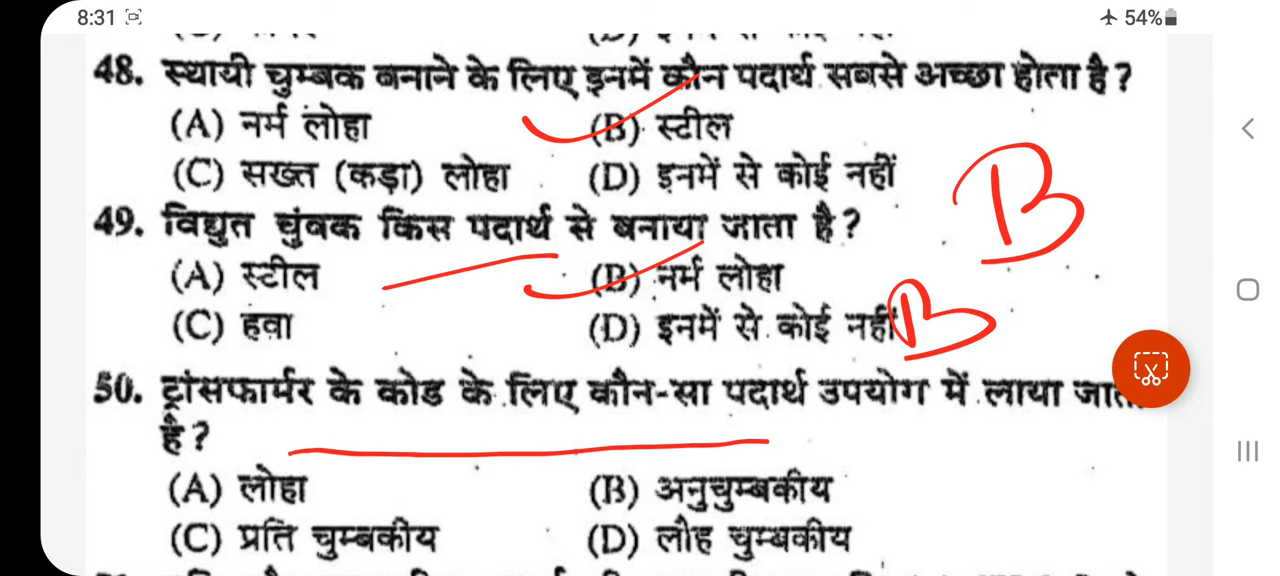 8:31
54%
48. स्थायी चुम्बक बनाने के लिए इनमें कौन पदार्थ सबसे अच्छा होता है?
(A) नर्म लोहा (B) स्टील
(C) सख्त (कड़ा) लोहा (D) इनमें से कोई नहीं
B
49. विद्युत चुंवक किस पदार्थ से बनाया जाता है?
(A) स्टील (B) नर्म लोहा
(C) हवा (D) इनमें से कोई नहीं
B
50. ट्रांसफार्मर के कोड के लिए कौन-सा पदार्थ उपयोग में लाया
है?
(A) लोहा (B) अनुचुम्बकीय
(C) प्रति चुम्बकीय (D) लौह चुम्बकीय